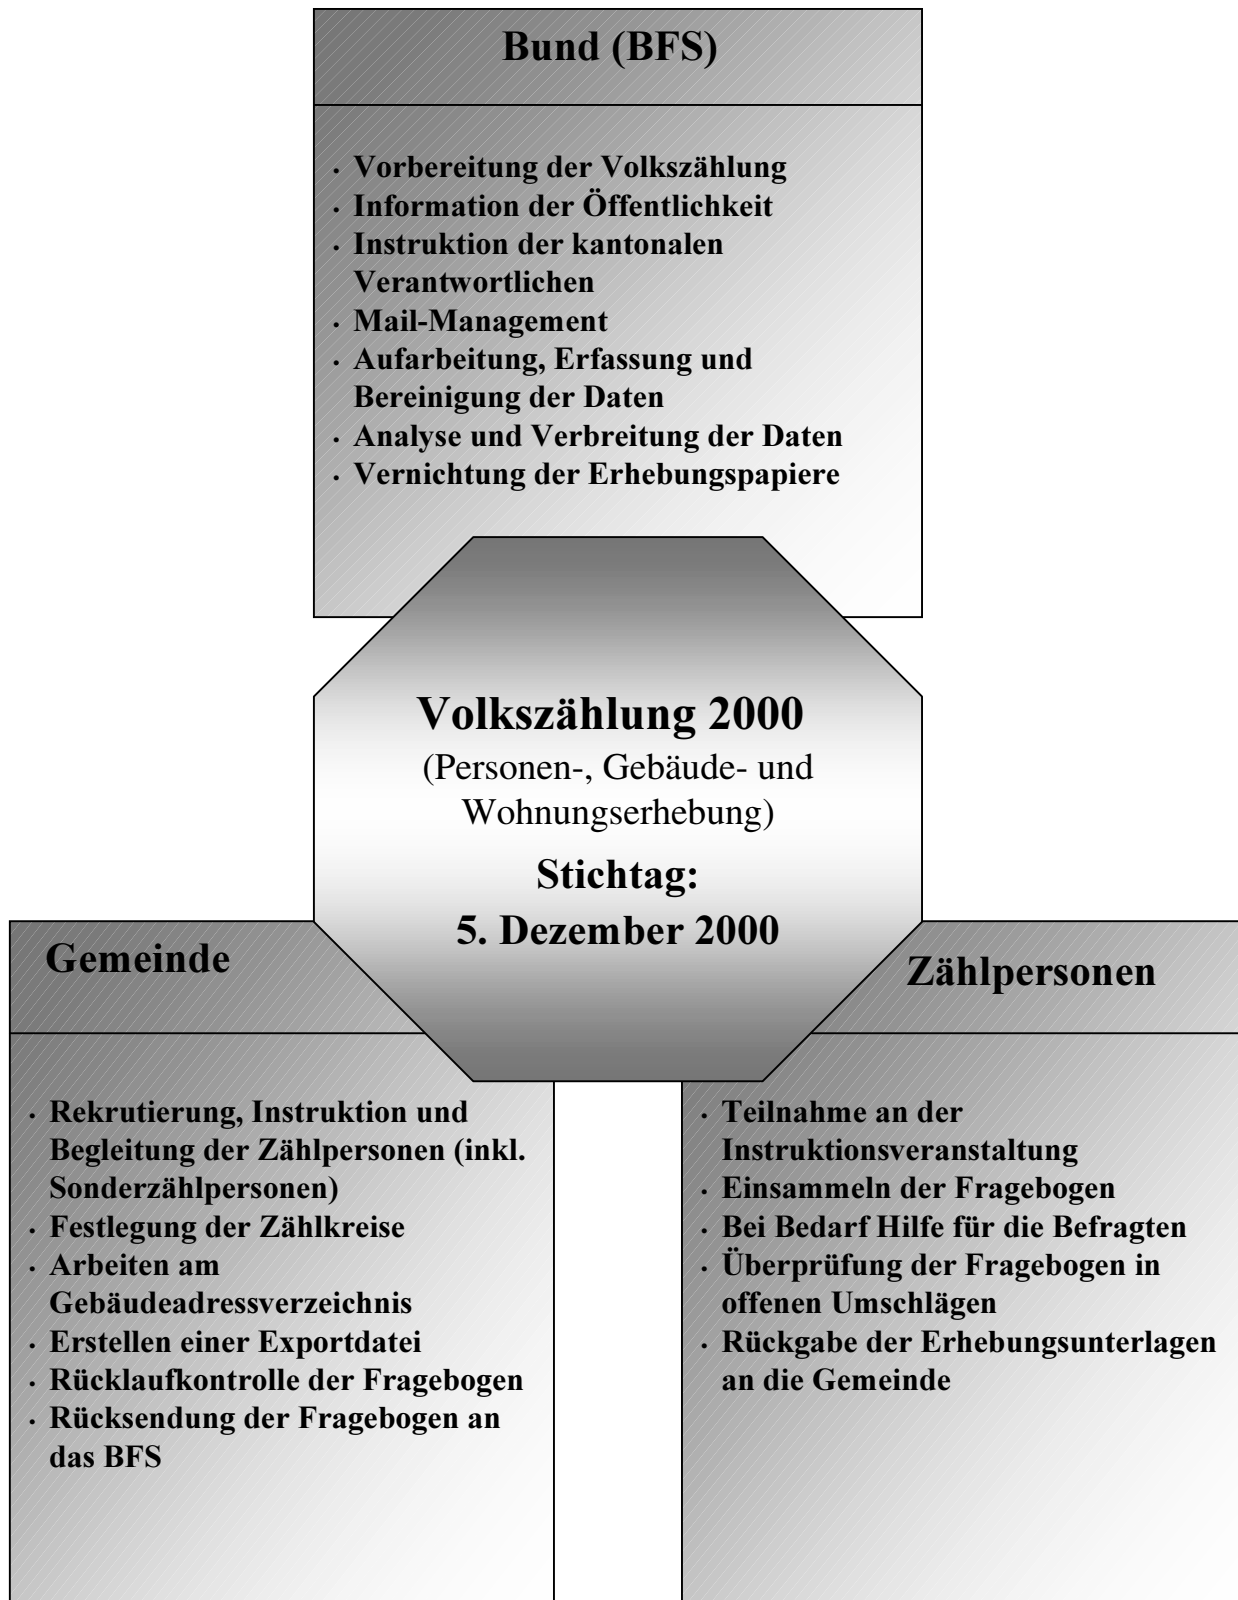 Bund (BFS)
· Vorbereitung der Volkszählung
· Information der Öffentlichkeit
· Instruktion der kantonalen
Verantwortlichen
· Mail-Management
· Aufarbeitung, Erfassung und
Bereinigung der Daten
· Analyse und Verbreitung der Daten
· Vernichtung der Erhebungspapiere
Volkszählung 2000
(Personen-, Gebäude- und
Wohnungserhebung)
Stichtag:
5. Dezember 2000
Gemeinde
· Rekrutierung, Instruktion und
Begleitung der Zählpersonen (inkl.
Sonderzählpersonen)
· Festlegung der Zählkreise
· Arbeiten am
Gebäudeadressverzeichnis
· Erstellen einer Exportdatei
· Rücklaufkontrolle der Fragebogen
· Rücksendung der Fragebogen an
das BFS
Zählpersonen
· Teilnahme an der
Instruktionsveranstaltung
· Einsammeln der Fragebogen
· Bei Bedarf Hilfe für die Befragten
· Überprüfung der Fragebogen in
offenen Umschlägen
· Rückgabe der Erhebungsunterlagen
an die Gemeinde